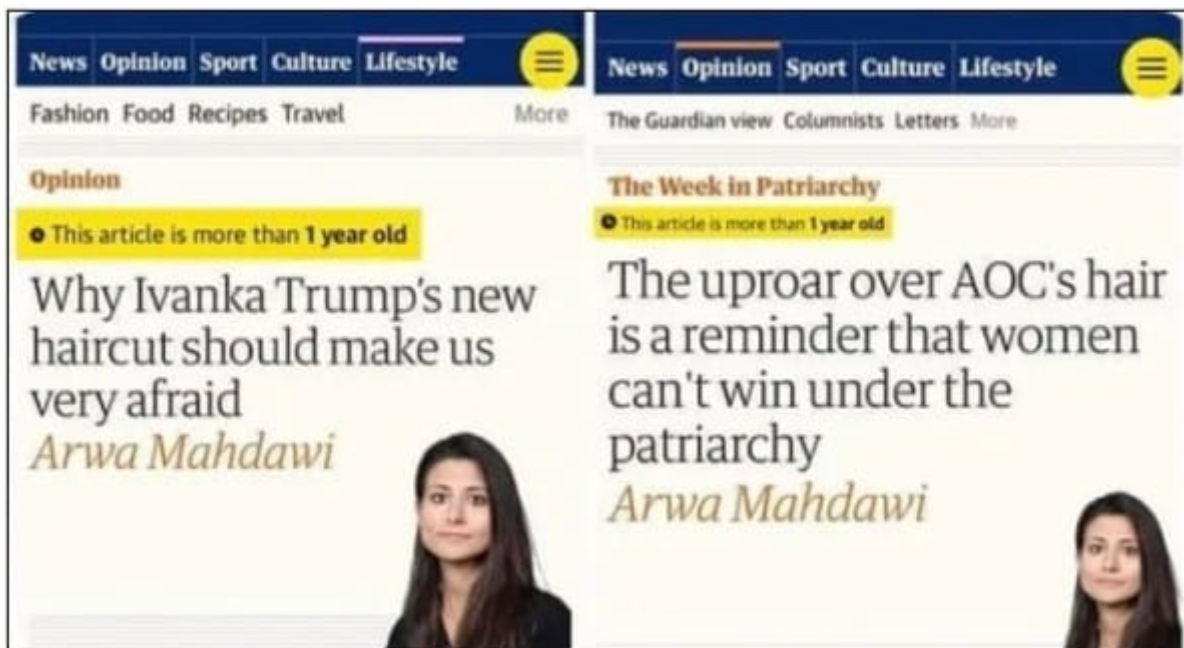 News Opinion Sport Culture Lifestyle
Fashion Food Recipes Travel More
Opinion
This article is more than 1 year old
Why Ivanka Trump's new
haircut should make us
very afraid
Arwa Mahdawi
News Opinion Sport Culture Lifestyle
The Guardian view Columnists Letters More
The Week in Patriarchy
This article is more than 1 year old
The uproar over AOC's hair
is a reminder that women
can't win under the
patriarchy
Arwa Mahdawi